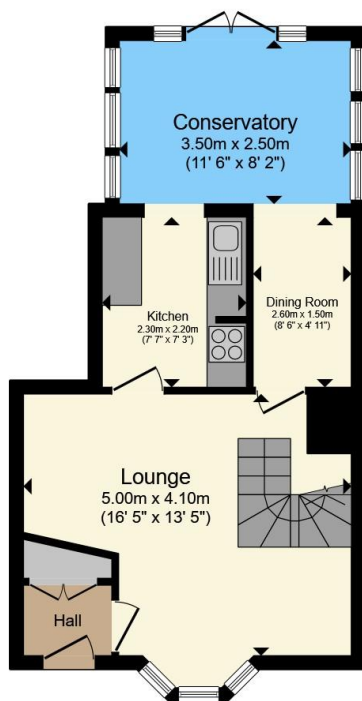 Conservatory
3.50m x 2.50m
(11' 6" x 8' 2")
Kitchen
2.30m x 2.20m
(7' 7" x 7' 3")
Dining Room
2.60m x 1.50m
(8' 6" x 4' 11")
Lounge
5.00m x 4.10m
(16' 5" x 13' 5")
Hall